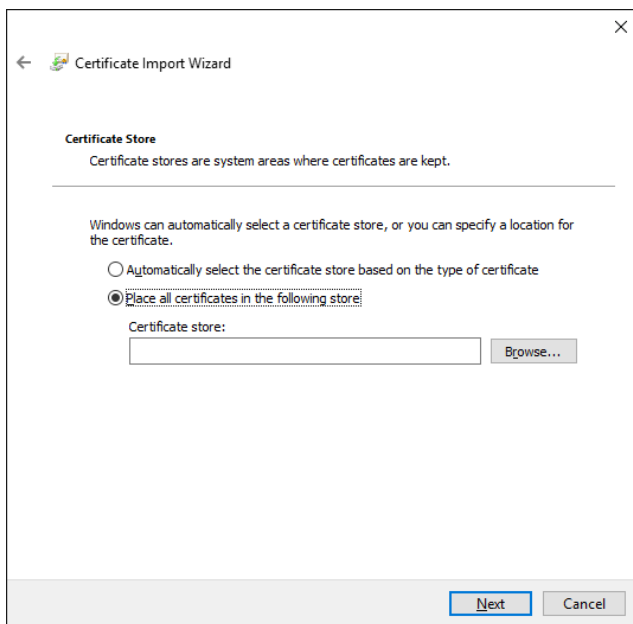 Certificate Import Wizard
Certificate Store
Certificate stores are system areas where certificates are kept.
Windows can automatically select a certificate store, or you can specify a location for
the certificate.
Automatically select the certificate store based on the type of certificate
Place all certificates in the following store
Certificate store:
Browse...
Next
Cancel